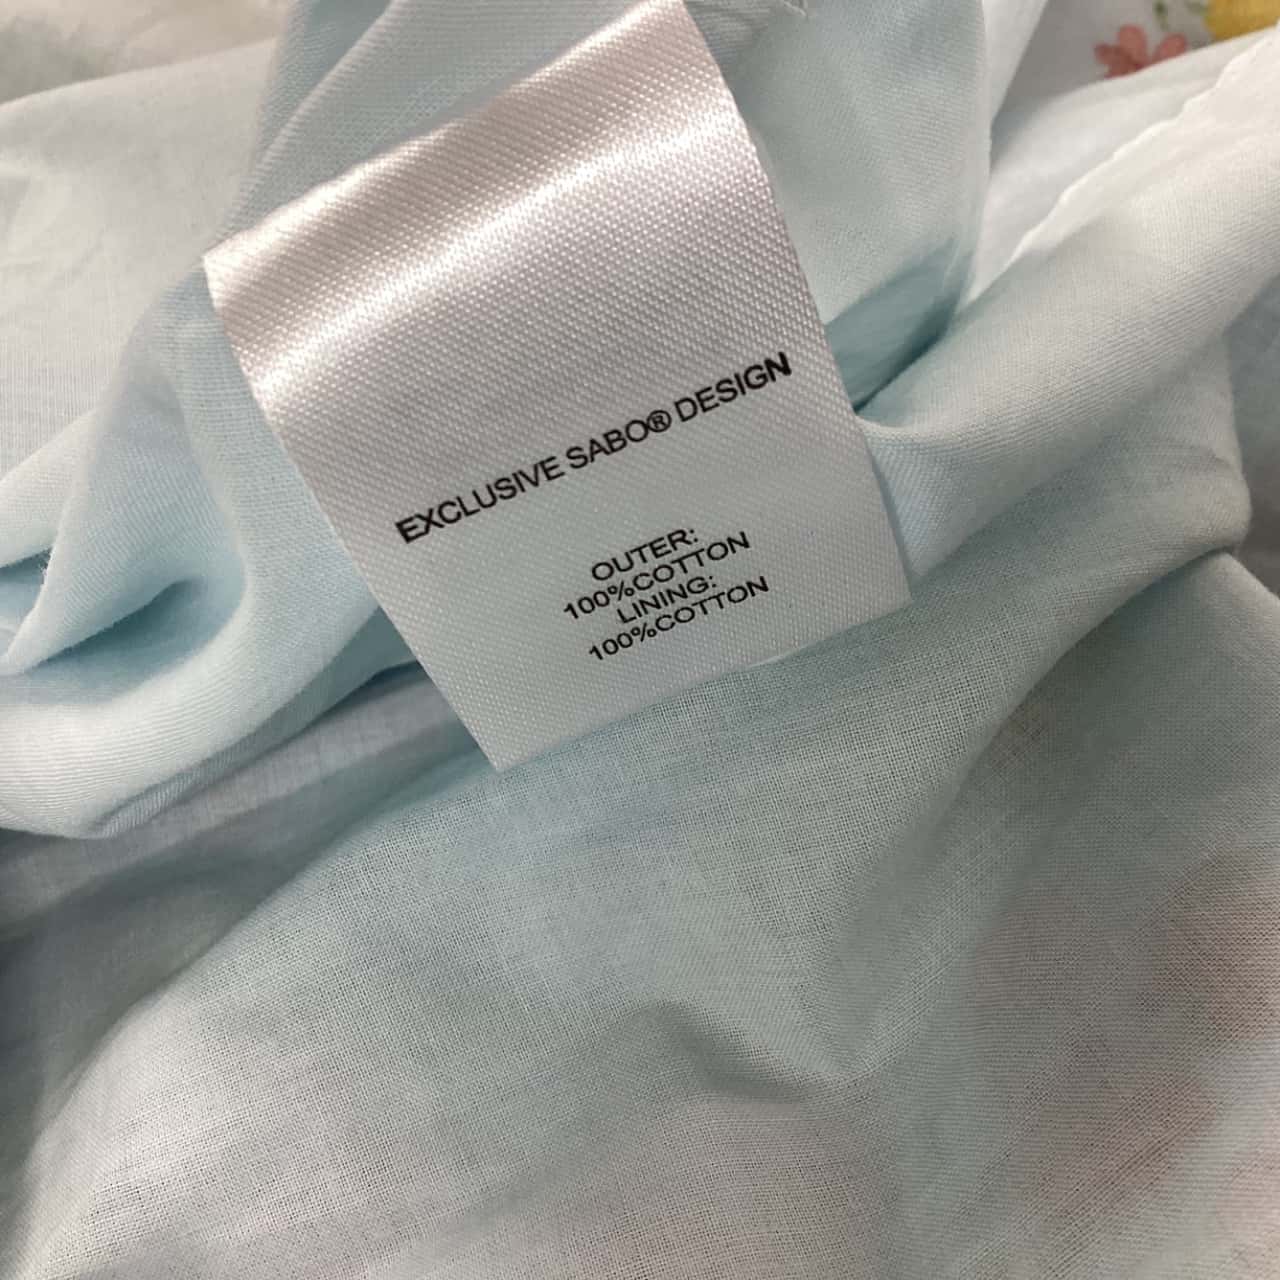 EXCLUSIVE SABO® DESIGN
OUTER:
100%COTTON
LINING:
100%COTTON